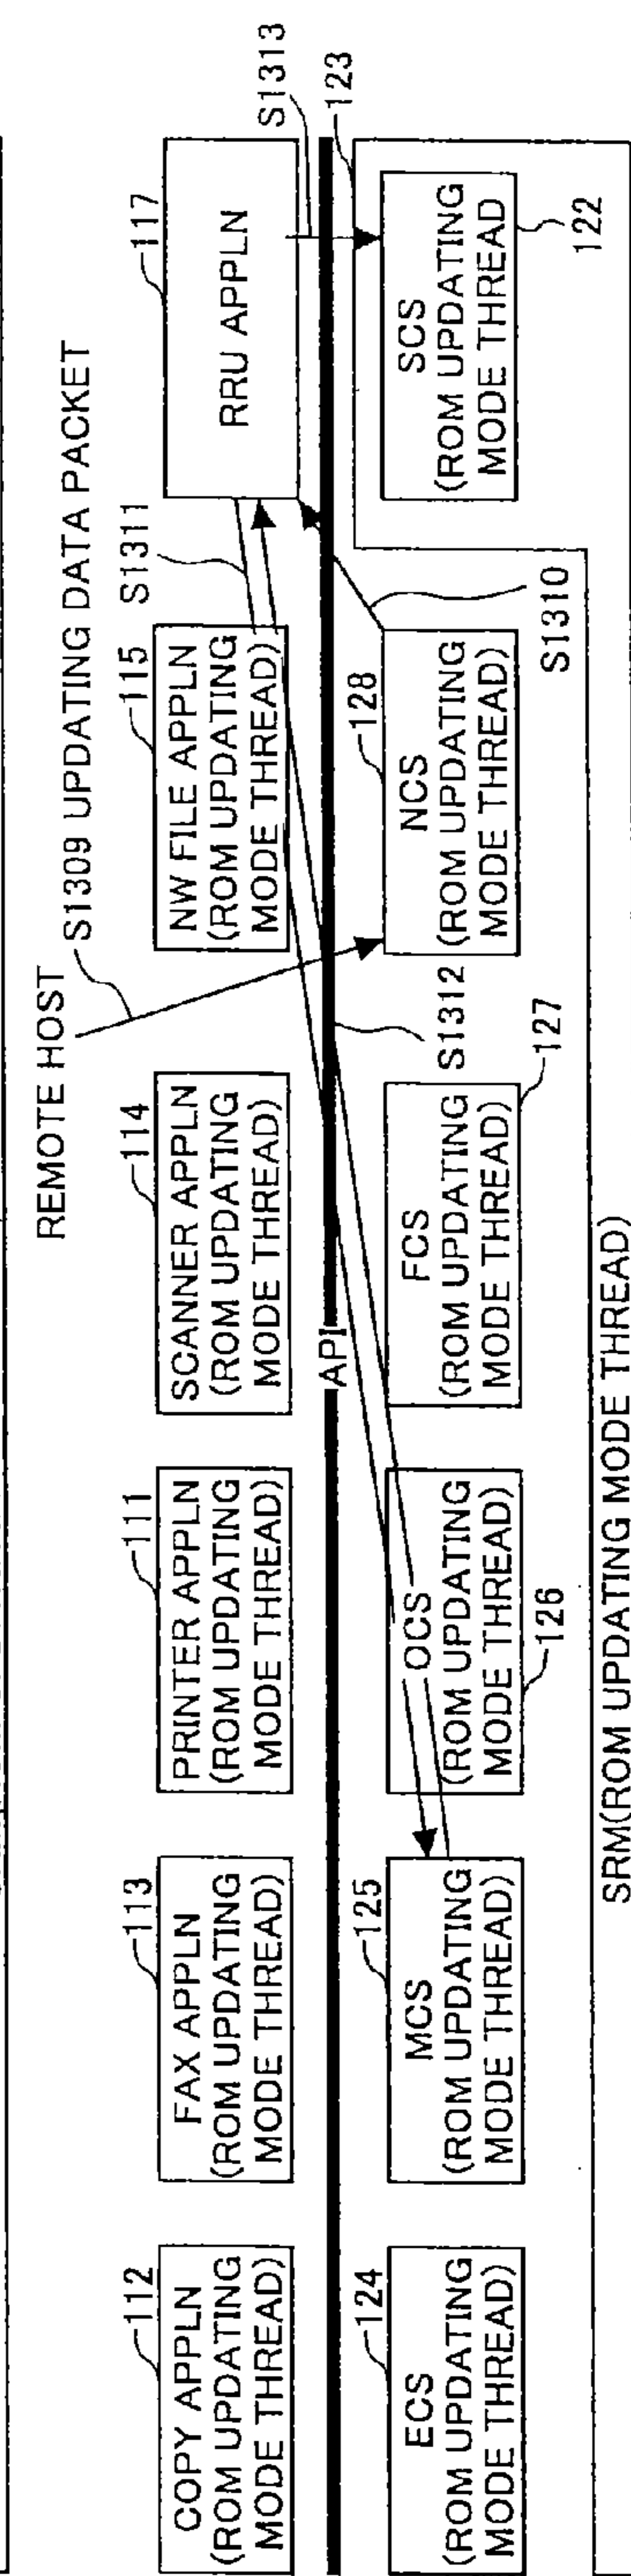 REMOTE HOST
S1309 UPDATING DATA PACKET
112
COPY APPLN
(ROM UPDATING
MODE THREAD)
113
FAX APPLN
(ROM UPDATING
MODE THREAD)
111
PRINTER APPLN
(ROM UPDATING
MODE THREAD)
114
SCANNER APPLN
(ROM UPDATING
MODE THREAD)
115
NW FILE APPLN
(ROM UPDATING
MODE THREAD)
S1311
117
RRU APPLN
S1313
API
123
124
ECS
(ROM UPDATING
MODE THREAD)
125
MCS
(ROM UPDATING
MODE THREAD)
OCS
(ROM UPDATING
MODE THREAD)
126
FCS
(ROM UPDATING
MODE THREAD)
127
S1312
128
NCS
(ROM UPDATING
MODE THREAD)
S1310
SCS
(ROM UPDATING
MODE THREAD
122
SRM(ROM UPDATING MODE THREAD)